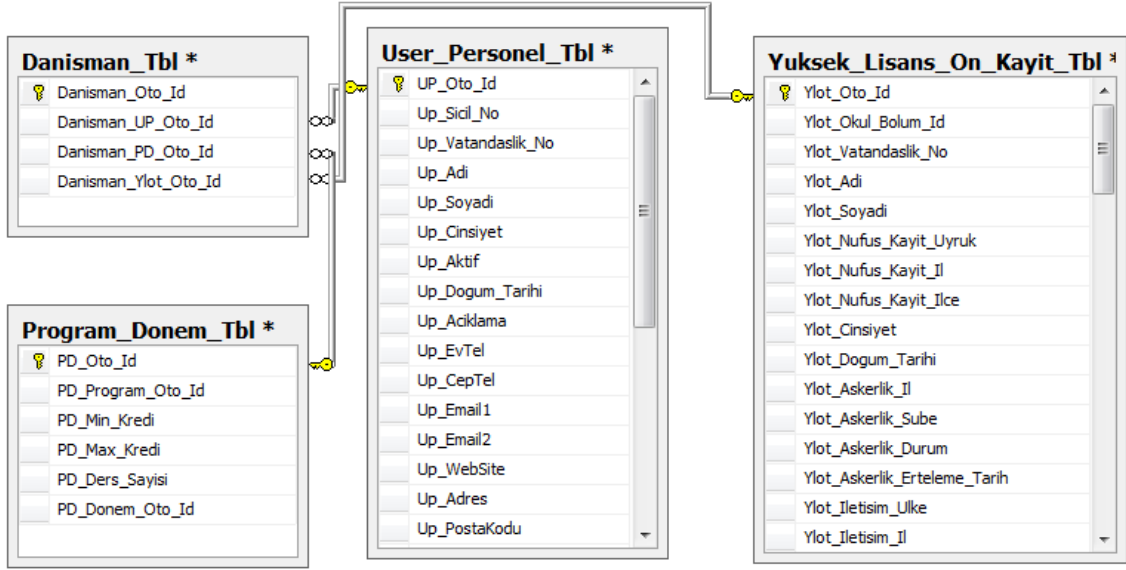 Danisman_Tbl *
Danisman_Oto_Id
Danisman_UP_Oto_Id
Danisman_PD_Oto_Id
Danisman_Ylot_Oto_Id
Program_Donem_Tbl *
PD_Oto_Id
PD_Program_Oto_Id
PD_Min_Kredi
PD_Max_Kredi
PD_Ders_Sayisi
PD_Donem_Oto_Id
User_Personel_Tbl *
UP_Oto_Id
Up_Sicil_No
Up_Vatandaslik_No
Up_Adi
Up_Soyadi
Up_Cinsiyet
Up_Aktif
Up_Dogum_Tarihi
Up_Aciklama
Up_EvTel
Up_CepTel
Up_Email1
Up_Email2
Up_WebSite
Up_Adres
Up_PostaKodu
Yuksek_Lisans_On_Kayit_Tbl *
Ylot_Oto_Id
Ylot_Okul_Bolum_Id
Ylot_Vatandaslik_No
Ylot_Adi
Ylot_Soyadi
Ylot_Nufus_Kayit_Uyruk
Ylot_Nufus_Kayit_Il
Ylot_Nufus_Kayit_Ilce
Ylot_Cinsiyet
Ylot_Dogum_Tarihi
Ylot_Askerlik_Il
Ylot_Askerlik_Sube
Ylot_Askerlik_Durum
Ylot_Askerlik_Erteleme_Tarih
Ylot_Iletisim_Ulke
Ylot_Iletisim_Il